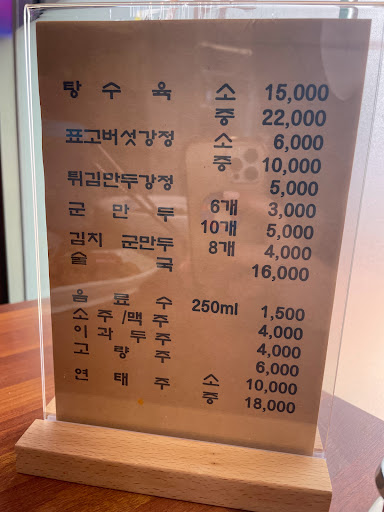 탕 수 육 소 15,000
중 22,000
표고버섯강정 소 6,000
중 10,000
튀김만두강정 5,000
군 만 두 6개 3,000
10개 5,000
김치 군만두 8개 4,000
술 국 16,000
음 료 수 250ml 1,500
소 주 /맥 주 4,000
이 과 두 주 4,000
고 량 주 6,000
연 태 주 소 10,000
중 18,000